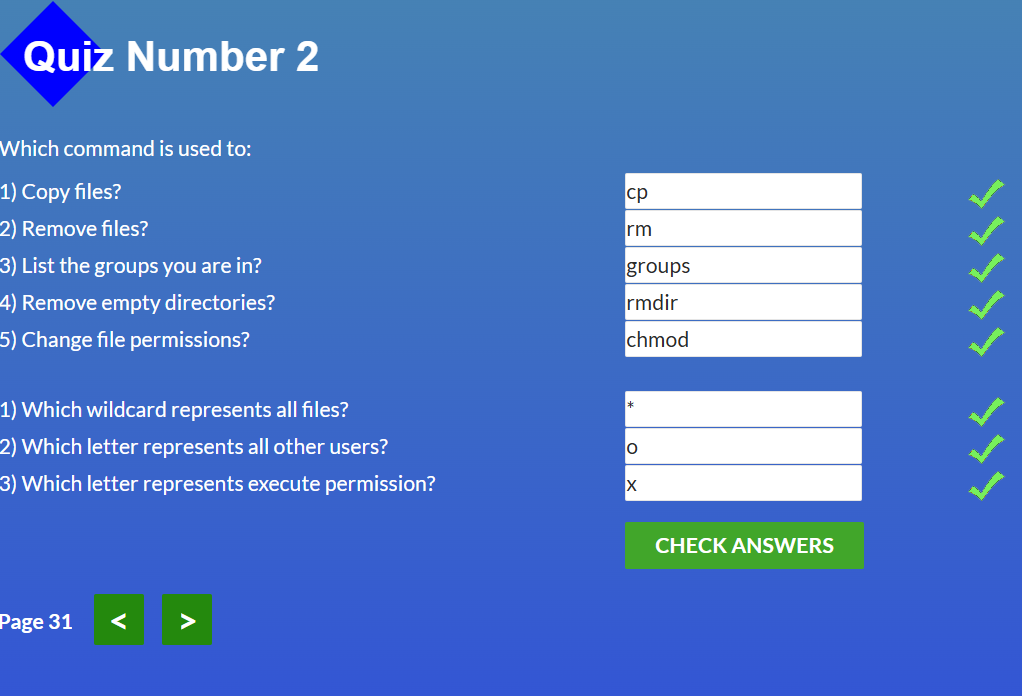 Quiz Number 2
Which command is used to:
1) Copy files? cp
2) Remove files? rm
3) List the groups you are in? groups
4) Remove empty directories? rmdir
5) Change file permissions? chmod
1) Which wildcard represents all files? *
2) Which letter represents all other users? o
3) Which letter represents execute permission? x
CHECK ANSWERS
Page 31 < >